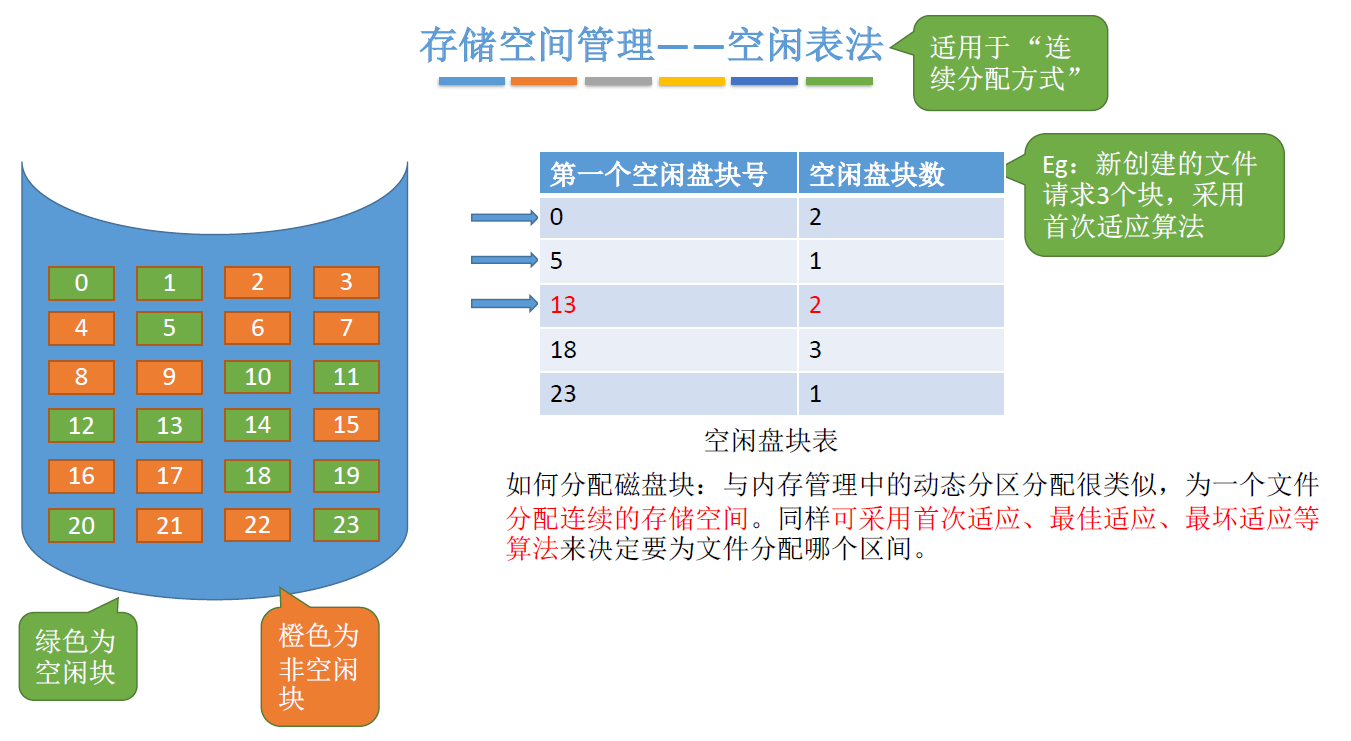 存储空间管理——空闲表法
适用于 “连
续分配方式”
第一个空闲盘块号 空闲盘块数
0 2
5 1
13 2
18 3
23 1
Eg：新创建的文件
请求3个块，采用
首次适应算法
0 1 2 3
4 5 6 7
8 9 10 11
12 13 14 15
16 17 18 19
20 21 22 23
空闲盘块表
如何分配磁盘块：与内存管理中的动态分区分配很类似，为一个文件
分配连续的存储空间。同样可采用首次适应、最佳适应、最坏适应等
算法来决定要为文件分配哪个区间。
绿色为
空闲块
橙色为
非空闲
块